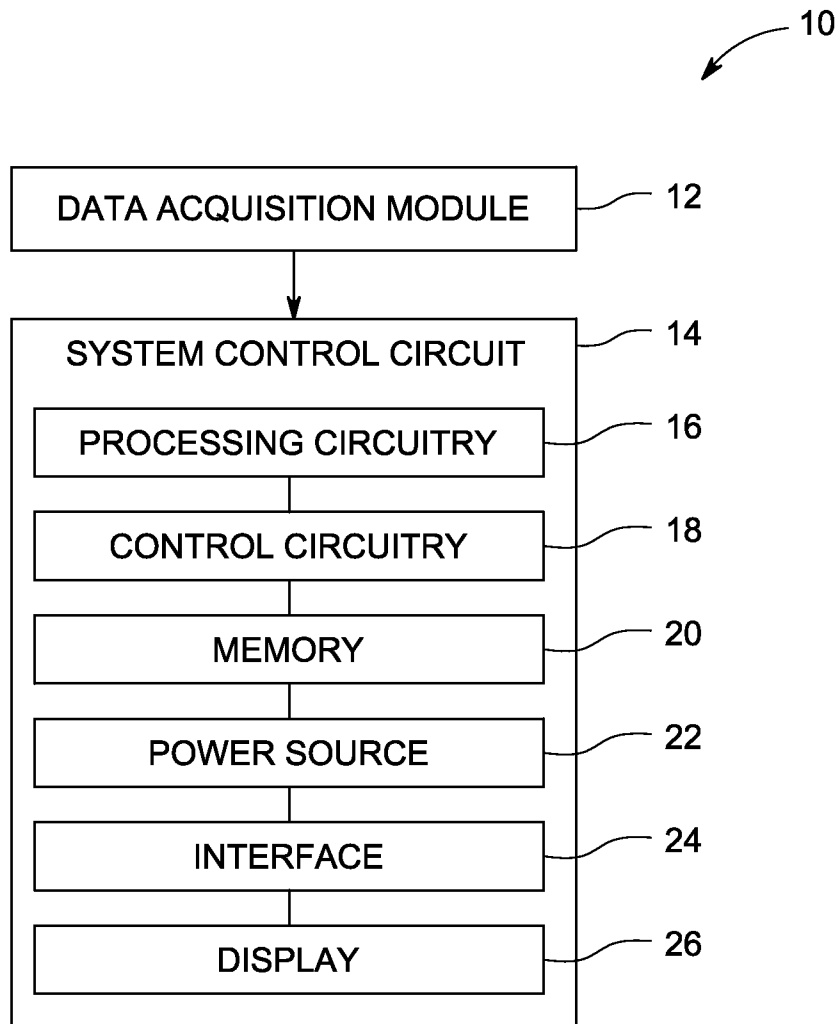 10
DATA ACQUISITION MODULE 12
SYSTEM CONTROL CIRCUIT 14
PROCESSING CIRCUITRY 16
CONTROL CIRCUITRY 18
MEMORY 20
POWER SOURCE 22
INTERFACE 24
DISPLAY 26